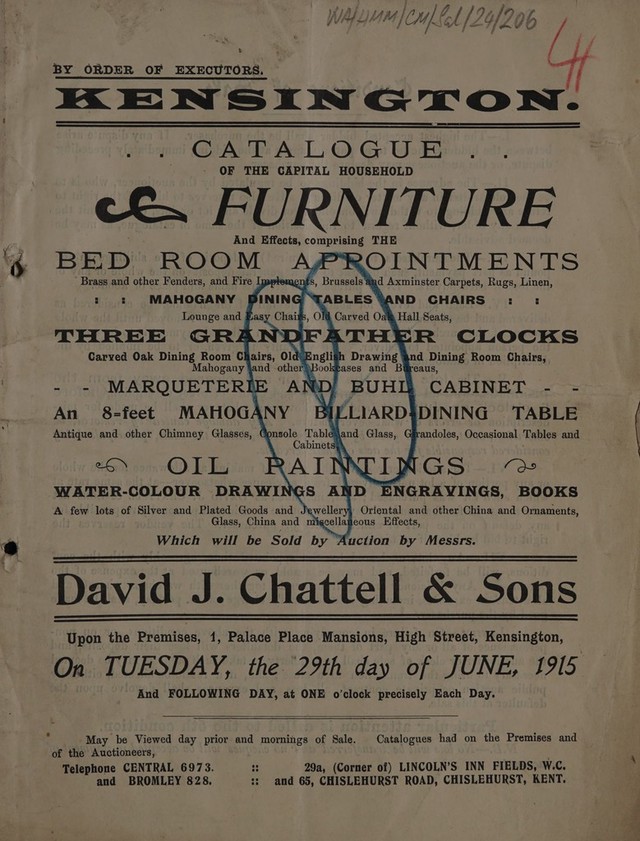 WA/HMM/CM/Sal/24/206
BY ORDER OF EXECUTORS.
KENSINGTON.
. . CATALOGUE . .
OF THE CAPITAL HOUSEHOLD
FURNITURE
And Effects, comprising THE
BED ROOM APPOINTMENTS
Brass and other Fenders, and Fire Implements, Brussels and Axminster Carpets, Rugs, Linen,
: : MAHOGANY DINING TABLES AND CHAIRS : :
Lounge and Easy Chairs, Old Carved Oak Hall Seats,
THREE GRANDFATHER CLOCKS
Carved Oak Dining Room Chairs, Old English Drawing and Dining Room Chairs,
Mahogany and other Bookcases and Bureaus,
- - MARQUETERIE AND BUHL CABINET - -
An 8=feet MAHOGANY BILLIARD-DINING TABLE
Antique and other Chimney Glasses, Console Table and Glass, Girandoles, Occasional Tables and
Cabinets,
OIL PAINTINGS
WATER-COLOUR DRAWINGS AND ENGRAVINGS, BOOKS
A few lots of Silver and Plated Goods and Jewellery, Oriental and other China and Ornaments,
Glass, China and miscellaneous Effects,
Which will be Sold by Auction by Messrs.
David J. Chattell & Sons
Upon the Premises, 1, Palace Place Mansions, High Street, Kensington,
On TUESDAY, the 29th day of JUNE, 1915
And FOLLOWING DAY, at ONE o'clock precisely Each Day.
May be Viewed day prior and mornings of Sale. Catalogues had on the Premises and
of the Auctioneers,
Telephone CENTRAL 6973. :: 29a, (Corner of) LINCOLN'S INN FIELDS, W.C.
and BROMLEY 828. :: and 65, CHISLEHURST ROAD, CHISLEHURST, KENT.